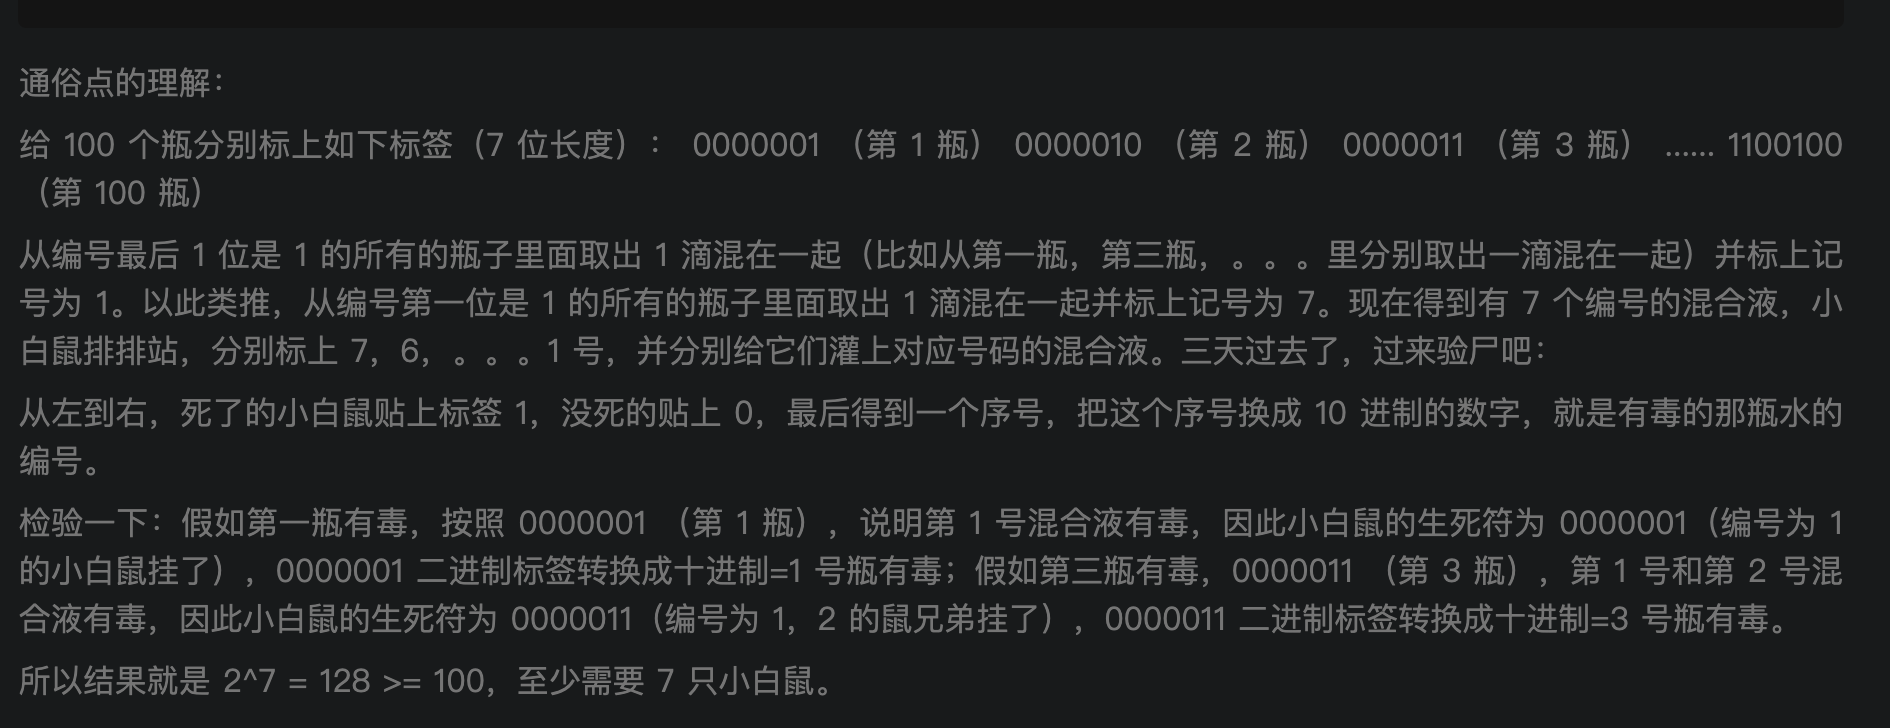 通俗点的理解：
给 100 个瓶分别标上如下标签（7 位长度）： 0000001 （第 1 瓶） 0000010 （第 2 瓶） 0000011 （第 3 瓶） ...... 1100100
（第 100 瓶）
从编号最后 1 位是 1 的所有的瓶子里面取出 1 滴混在一起（比如从第一瓶，第三瓶，。。。里分别取出一滴混在一起）并标上记
号为 1。以此类推，从编号第一位是 1 的所有的瓶子里面取出 1 滴混在一起并标上记号为 7。现在得到有 7 个编号的混合液，小
白鼠排排站，分别标上 7，6，。。。1 号，并分别给它们灌上对应号码的混合液。三天过去了，过来验尸吧：
从左到右，死了的小白鼠贴上标签 1，没死的贴上 0，最后得到一个序号，把这个序号换成 10 进制的数字，就是有毒的那瓶水的
编号。
检验一下：假如第一瓶有毒，按照 0000001 （第 1 瓶），说明第 1 号混合液有毒，因此小白鼠的生死符为 0000001（编号为 1
的小白鼠挂了），0000001 二进制标签转换成十进制=1 号瓶有毒；假如第三瓶有毒，0000011 （第 3 瓶），第 1 号和第 2 号混
合液有毒，因此小白鼠的生死符为 0000011（编号为 1，2 的鼠兄弟挂了），0000011 二进制标签转换成十进制=3 号瓶有毒。
所以结果就是 2^7 = 128 >= 100，至少需要 7 只小白鼠。